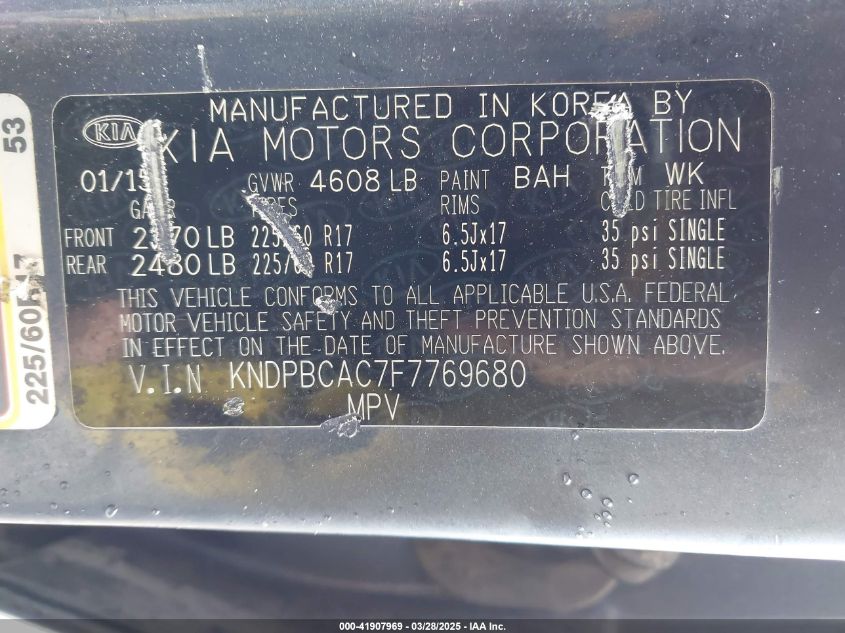 MANUFACTURED IN KOREA BY
KIA KIA MOTORS CORPORATION
GVWR 4608 LB PAINT BAH WK
RIMS TIRE INFL
FRONT LB R17 6.5Jx17 35 psi SINGLE
REAR 2480 LB R17 6.5Jx17 35 psi SINGLE
THIS VEHICLE CONFORMS TO ALL APPLICABLE U.S.A. FEDERAL
MOTOR VEHICLE SAFETY AND THEFT PREVENTION STANDARDS
IN EFFECT ON THE DATE OF MANUFACTURE SHOWN ABOVE.
V.I.N KNDPBCAC7F7769680
MPV
53
000-41907969 | 03/28/2025 - IAA Inc.